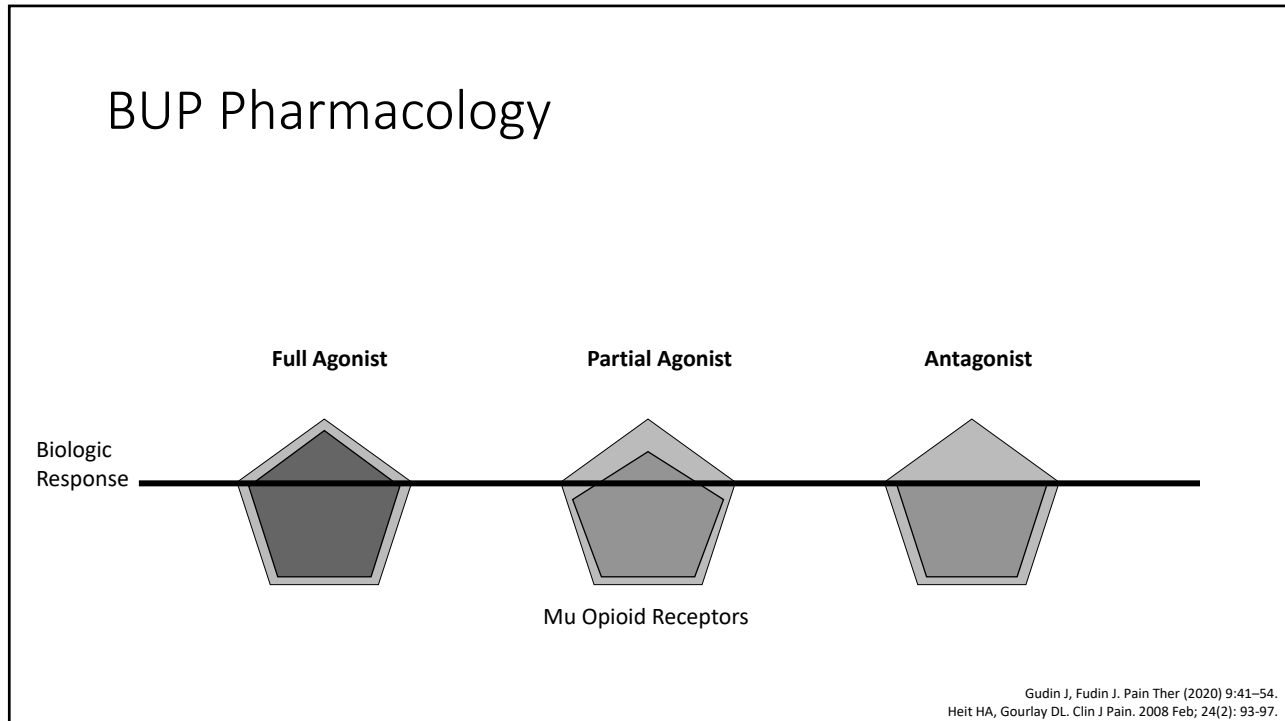 BUP Pharmacology
Full Agonist
Partial Agonist
Antagonist
Biologic
Response
Mu Opioid Receptors
Gudin J, Fudin J. Pain Ther (2020) 9:41–54.
Heit HA, Gourlay DL. Clin J Pain. 2008 Feb; 24(2): 93-97.